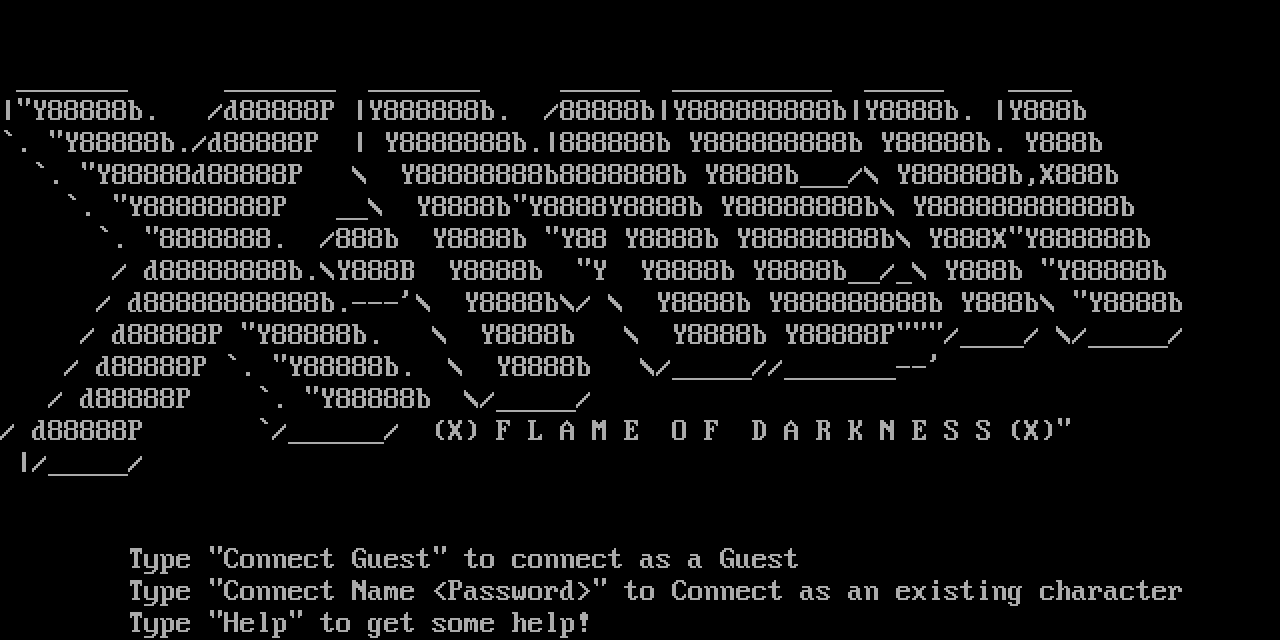 X-MEN
(X) F L A M E  O F  D A R K N E S S (X)"
Type "Connect Guest" to connect as a Guest
Type "Connect Name <Password>" to Connect as an existing character
Type "Help" to get some help!